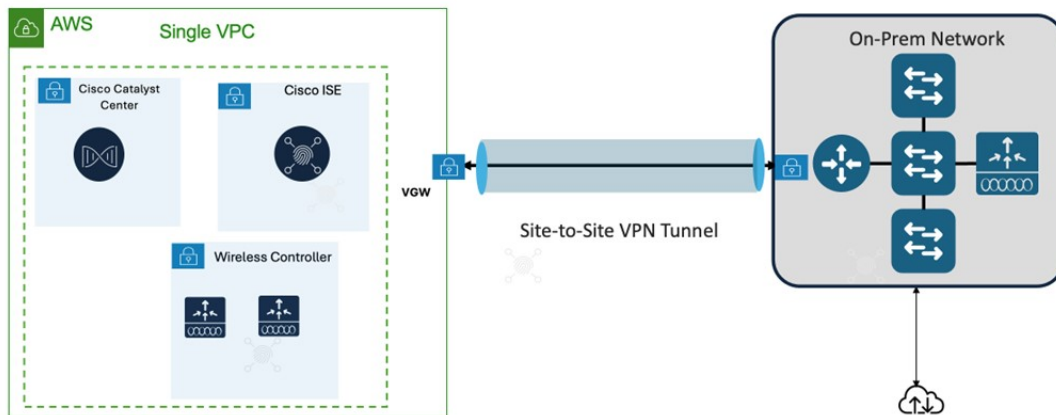 AWS
Single VPC
On-Prem Network
Cisco Catalyst
Center
Cisco ISE
VGW
Site-to-Site VPN Tunnel
Wireless Controller